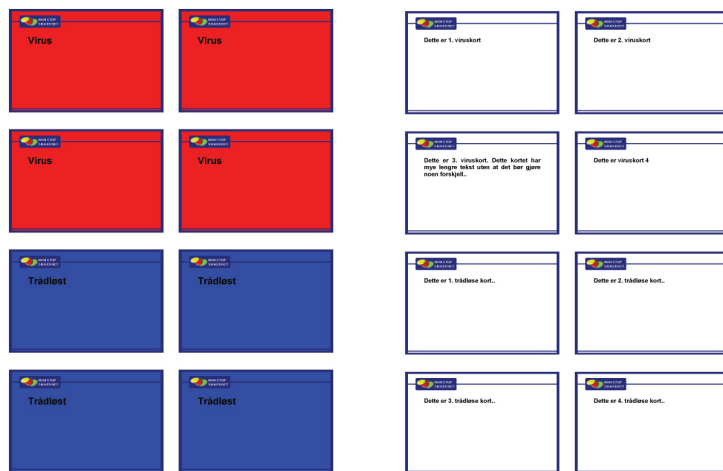 Virus
Virus
Virus
Virus
Trådløst
Trådløst
Trådløst
Trådløst
Dette er 1. viruskort
Dette er 2. viruskort
Dette er 3. viruskort. Dette kortet har
mye lengre tekst uten at det bør gjøre
noen forskjell..
Dette er viruskort 4
Dette er 1. trådløse kort..
Dette er 2. trådløse kort..
Dette er 3. trådløse kort..
Dette er 4. trådløse kort..